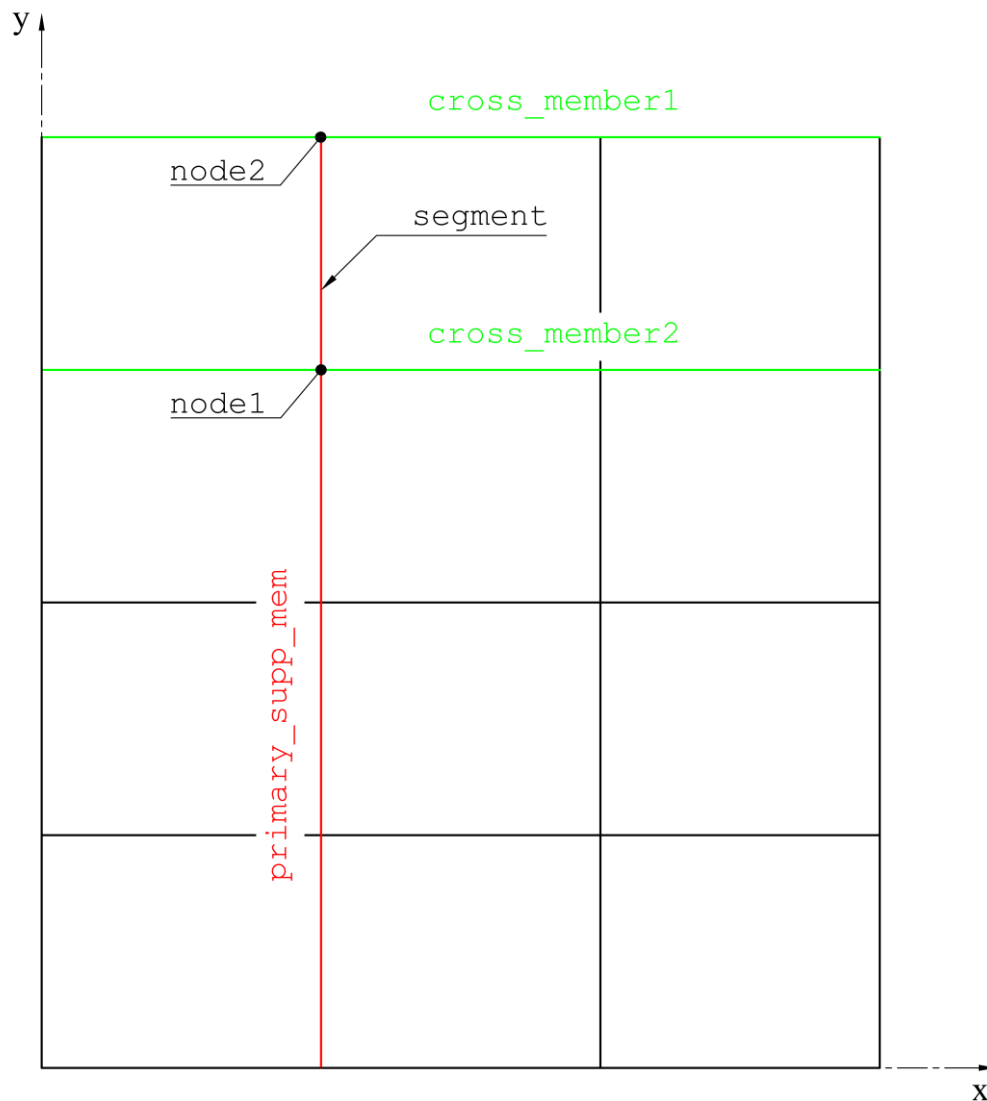 y
cross_member1
node2
segment
cross_member2
node1
primary_supp_mem
x